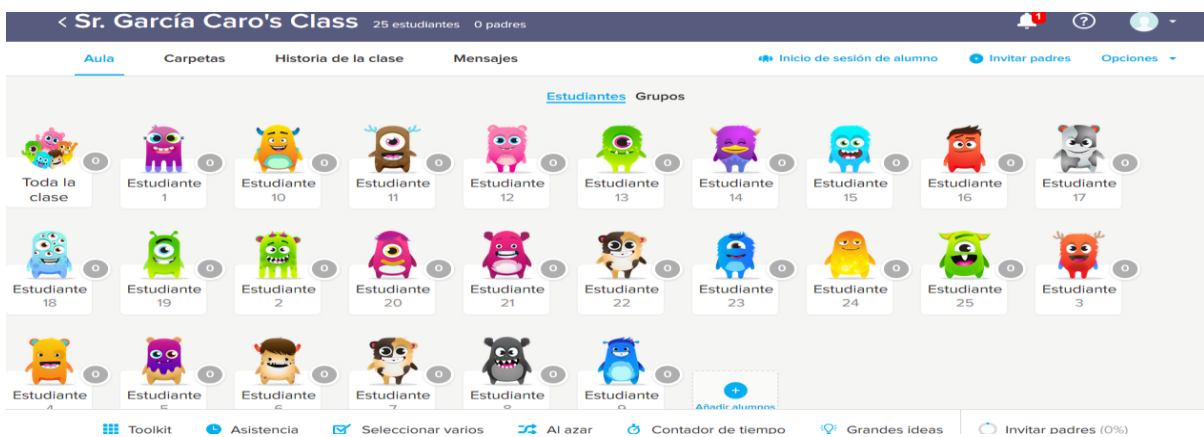 < Sr. García Caro's Class 25 estudiantes 0 padres 1 ?
Aula Carpetas Historia de la clase Mensajes Inicio de sesión de alumno Invitar padres Opciones
Estudiantes Grupos
0 0 0 0 0 0 0 0 0 0
Toda la clase Estudiante 1 Estudiante 10 Estudiante 11 Estudiante 12 Estudiante 13 Estudiante 14 Estudiante 15 Estudiante 16 Estudiante 17
0 0 0 0 0 0 0 0 0 0
Estudiante 18 Estudiante 19 Estudiante 2 Estudiante 20 Estudiante 21 Estudiante 22 Estudiante 23 Estudiante 24 Estudiante 25 Estudiante 3
0 0 0 0 0 0
Estudiante 4 Estudiante 5 Estudiante 6 Estudiante 7 Estudiante 8 Estudiante 9 Añadir alumnos
Toolkit Asistencia Seleccionar varios Al azar Contador de tiempo Grandes ideas Invitar padres (0%)